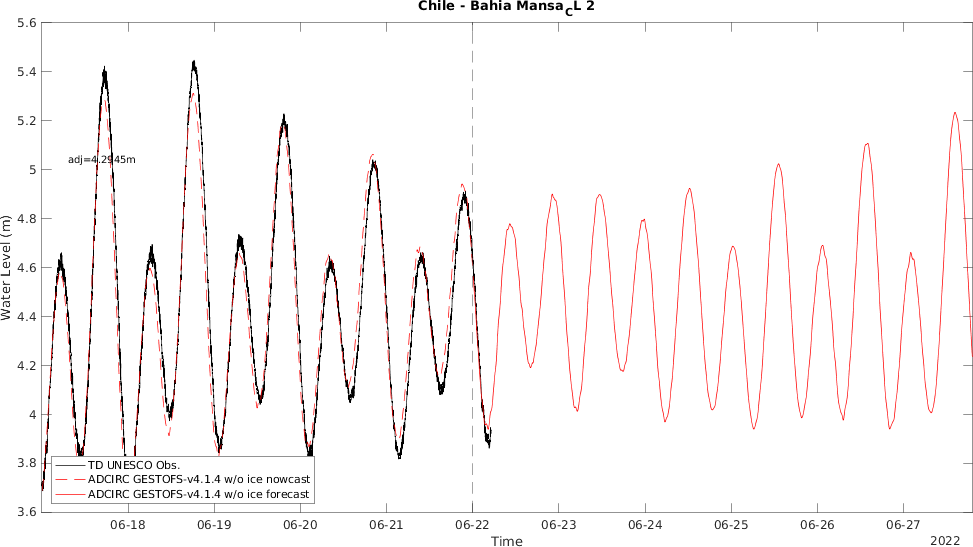 Chile - Bahia MansaCL 2
5.6
5.4
5.2
5
4.8
4.6
4.4
4.2
4
3.8
3.6
Water Level (m)
adj=4.2945m
TD UNESCO Obs.
ADCIRC GESTOFS-v4.1.4 w/o ice nowcast
ADCIRC GESTOFS-v4.1.4 w/o ice forecast
06-18 06-19 06-20 06-21 06-22 06-23 06-24 06-25 06-26 06-27
Time
2022